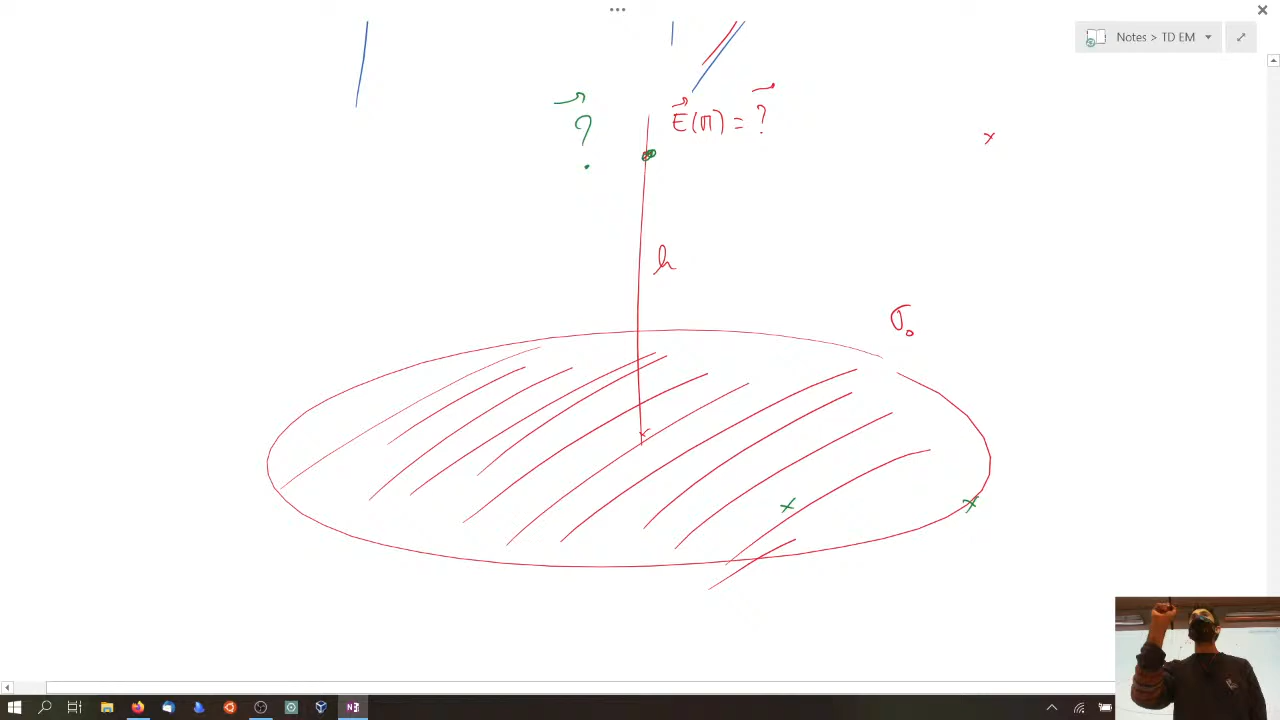 Notes > TD EM
?
E(M) = ?
h
σ₀